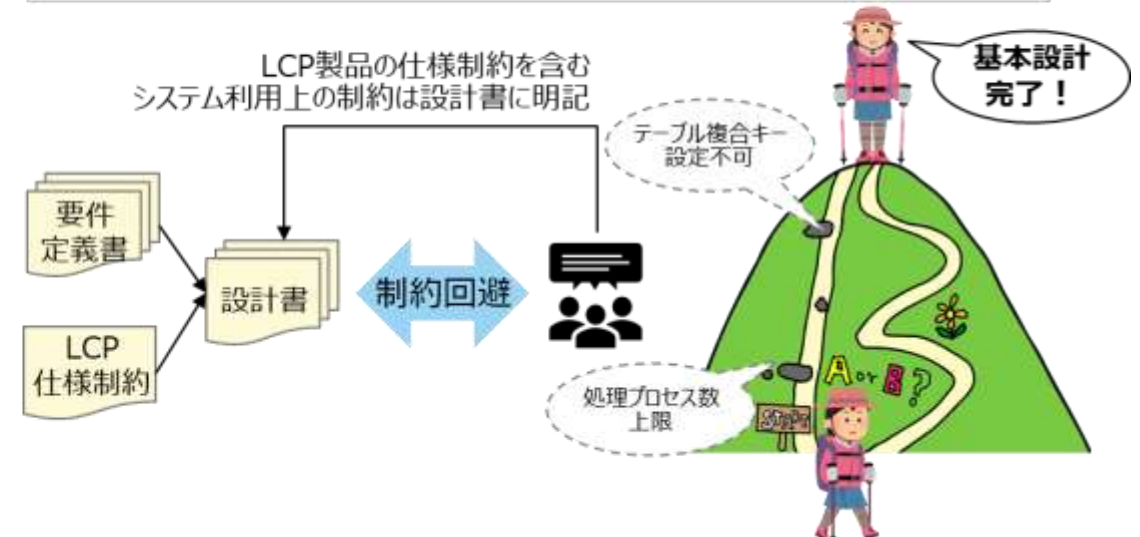 LCP製品の仕様制約を含む
システム利用上の制約は設計書に明記
基本設計
完了！
テーブル複合キー
設定不可
要件
定義書
設計書
制約回避
LCP
仕様制約
処理プロセス数
上限
A or B?
START